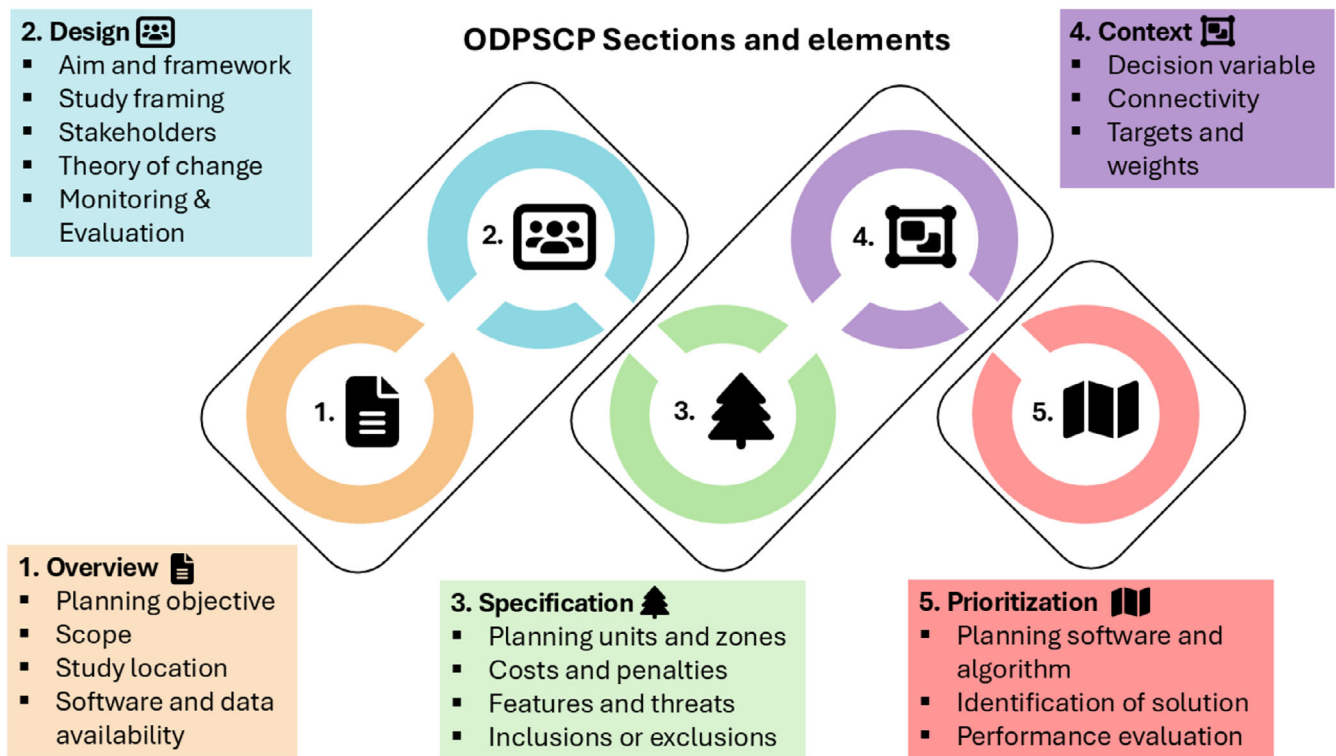 ODPSCP Sections and elements
2. Design
▪ Aim and framework
▪ Study framing
▪ Stakeholders
▪ Theory of change
▪ Monitoring &
Evaluation
4. Context
▪ Decision variable
▪ Connectivity
▪ Targets and
weights
2.
4.
1.
3.
5.
1. Overview
▪ Planning objective
▪ Scope
▪ Study location
▪ Software and data
availability
3. Specification
▪ Planning units and zones
▪ Costs and penalties
▪ Features and threats
▪ Inclusions or exclusions
5. Prioritization
▪ Planning software and
algorithm
▪ Identification of solution
▪ Performance evaluation